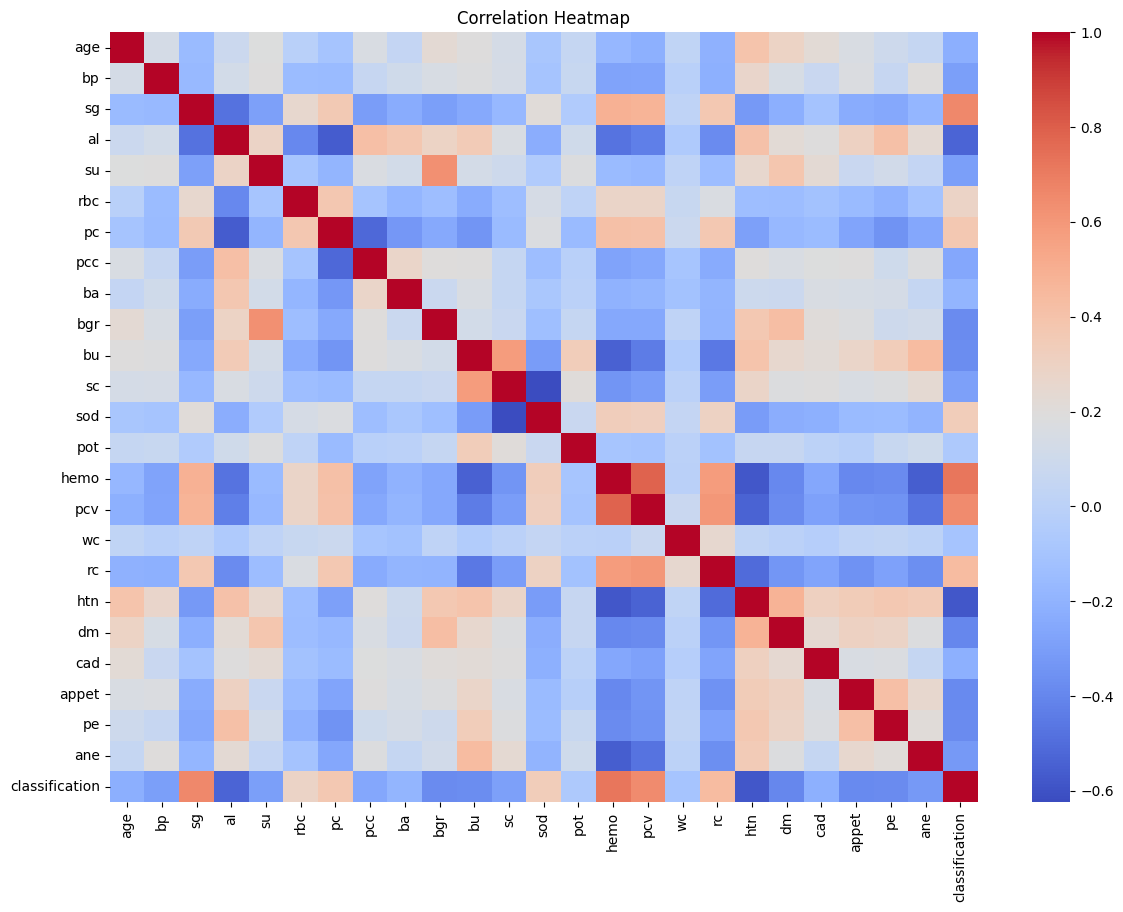 Correlation Heatmap
age
bp
sg
al
su
rbc
pc
pcc
ba
bgr
bu
sc
sod
pot
hemo
pcv
wc
rc
htn
dm
cad
appet
pe
ane
classification
age bp sg al su rbc pc pcc ba bgr bu sc sod pot hemo pcv wc rc htn dm cad appet pe ane classification
1.0
0.8
0.6
0.4
0.2
0.0
−0.2
−0.4
−0.6